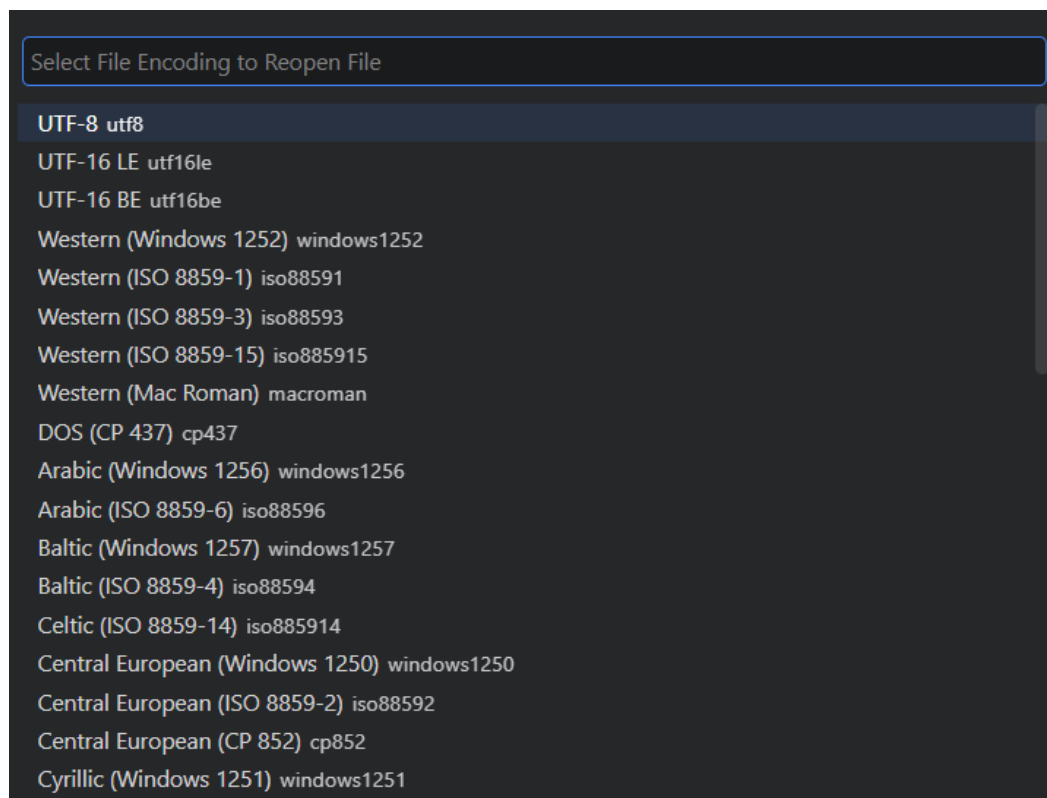 Select File Encoding to Reopen File
UTF-8 utf8
UTF-16 LE utf16le
UTF-16 BE utf16be
Western (Windows 1252) windows1252
Western (ISO 8859-1) iso88591
Western (ISO 8859-3) iso88593
Western (ISO 8859-15) iso885915
Western (Mac Roman) macroman
DOS (CP 437) cp437
Arabic (Windows 1256) windows1256
Arabic (ISO 8859-6) iso88596
Baltic (Windows 1257) windows1257
Baltic (ISO 8859-4) iso88594
Celtic (ISO 8859-14) iso885914
Central European (Windows 1250) windows1250
Central European (ISO 8859-2) iso88592
Central European (CP 852) cp852
Cyrillic (Windows 1251) windows1251